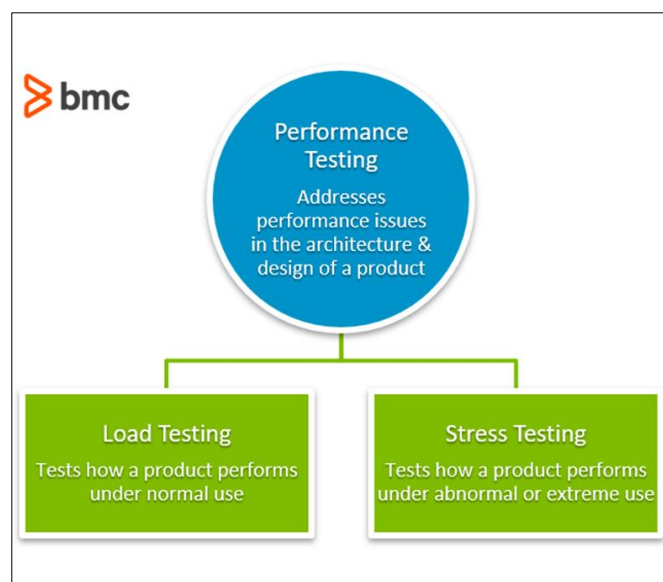 bmc
Performance
Testing
Addresses
performance issues
in the architecture &
design of a product
Load Testing
Tests how a product performs
under normal use
Stress Testing
Tests how a product performs
under abnormal or extreme use